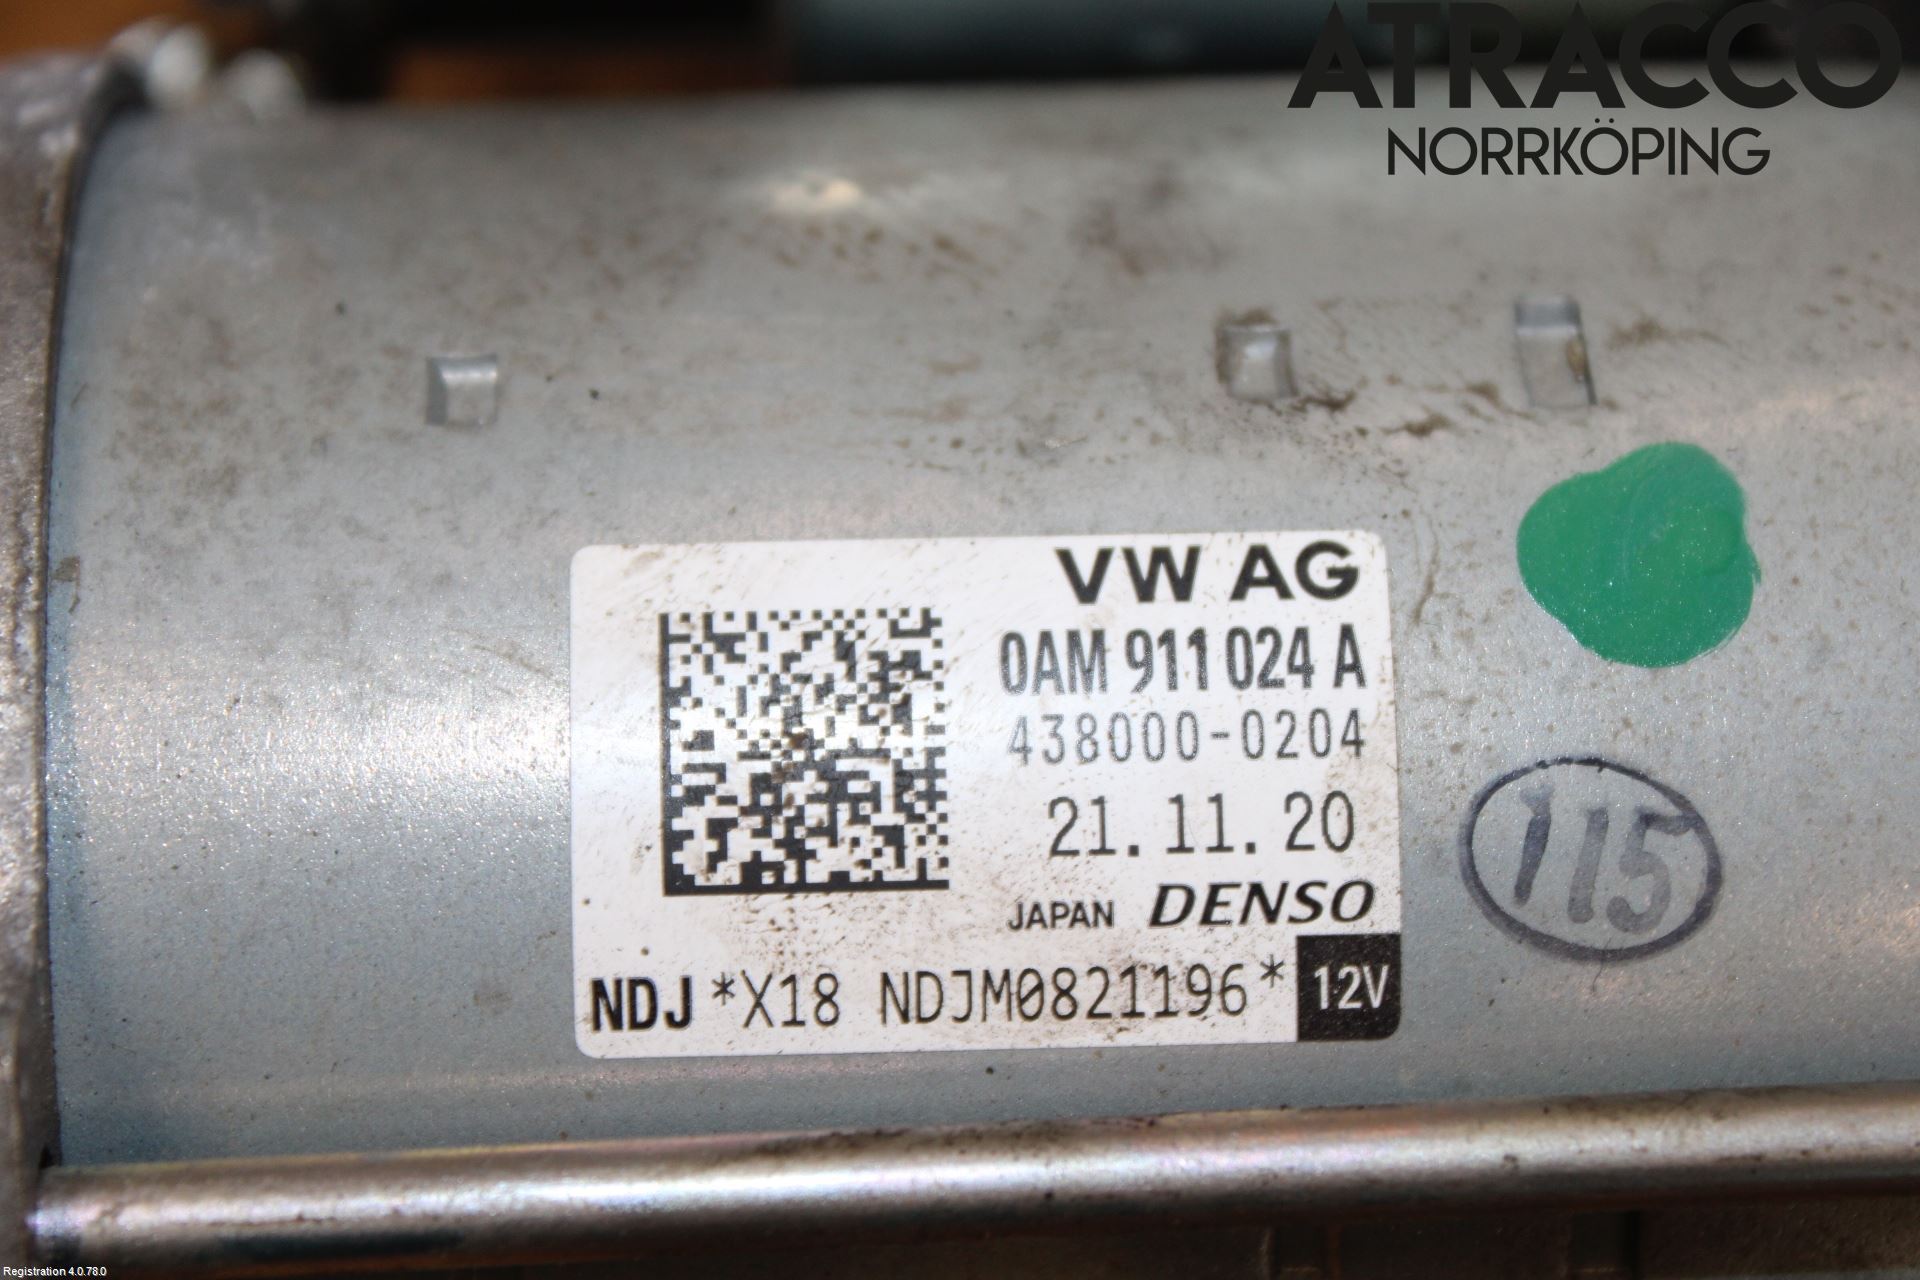 ATRACCO
NORRKÖPING
VW AG
0AM 911 024 A
438000-0204
21. 11. 20
JAPAN DENSO
NDJ *X18 NDJM0821196* 12V
115
Registration 4.0.78.0